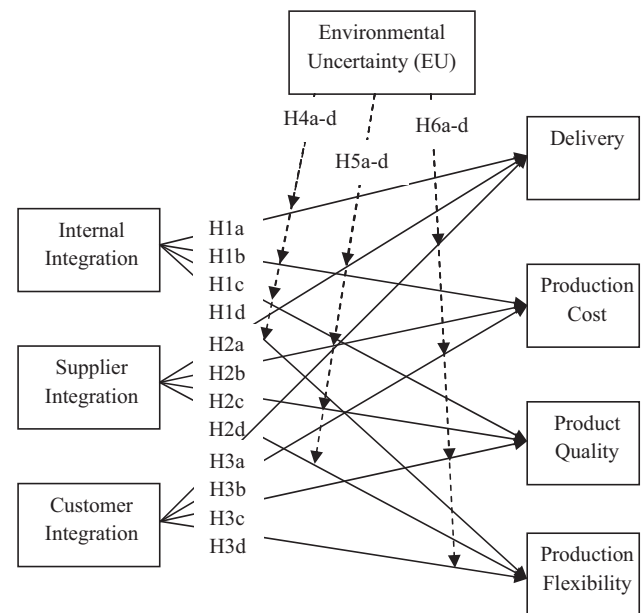 Environmental
Uncertainty (EU)
H4a-d
H6a-d
H5a-d
Delivery
Internal
Integration
H1a
H1b
H1c
H1d
Production
Cost
Supplier
Integration
H2a
H2b
H2c
H2d
Product
Quality
Customer
Integration
H3a
H3b
H3c
H3d
Production
Flexibility